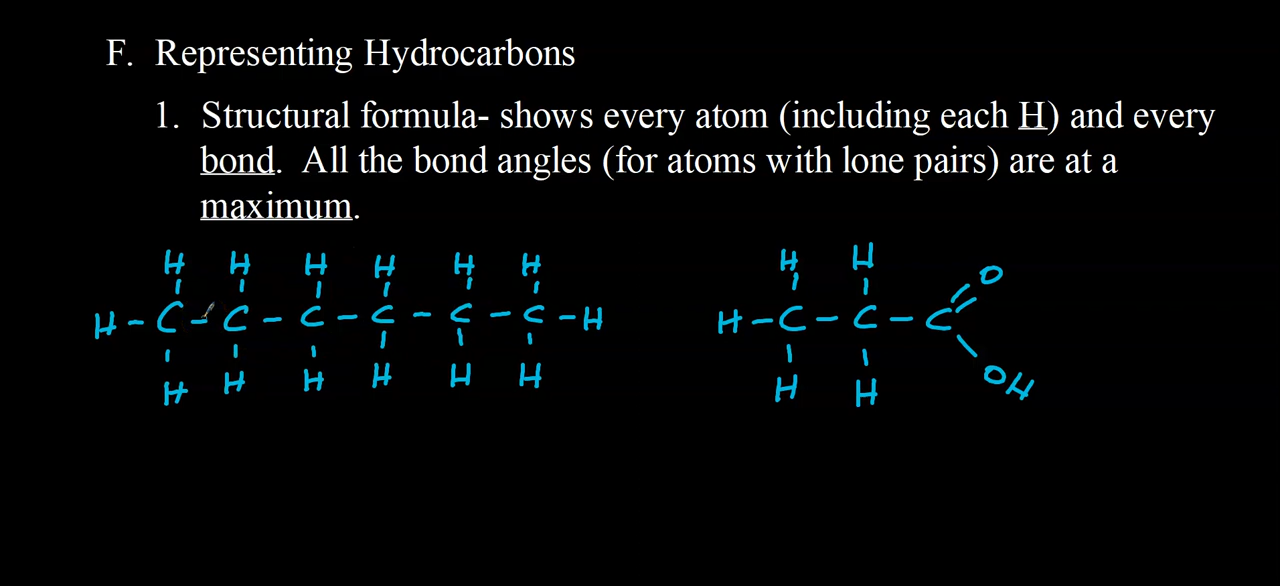 F. Representing Hydrocarbons
1. Structural formula- shows every atom (including each H) and every
bond. All the bond angles (for atoms with lone pairs) are at a
maximum.
H H H H H H H H
H - C - C - C - C - C - C - H H - C - C - C = O
H H H H H H H H OH